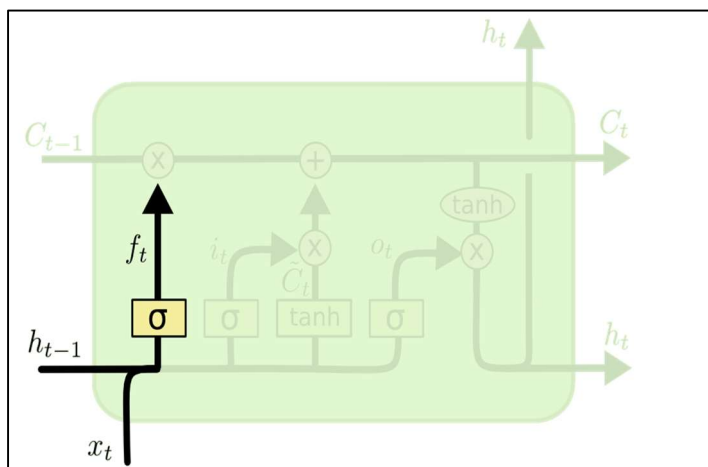 h_t
C_{t-1}
x
+
C_t
tanh
f_t
i_t
x
o_t
x
C̃_t
σ
σ
tanh
σ
h_{t-1}
h_t
x_t